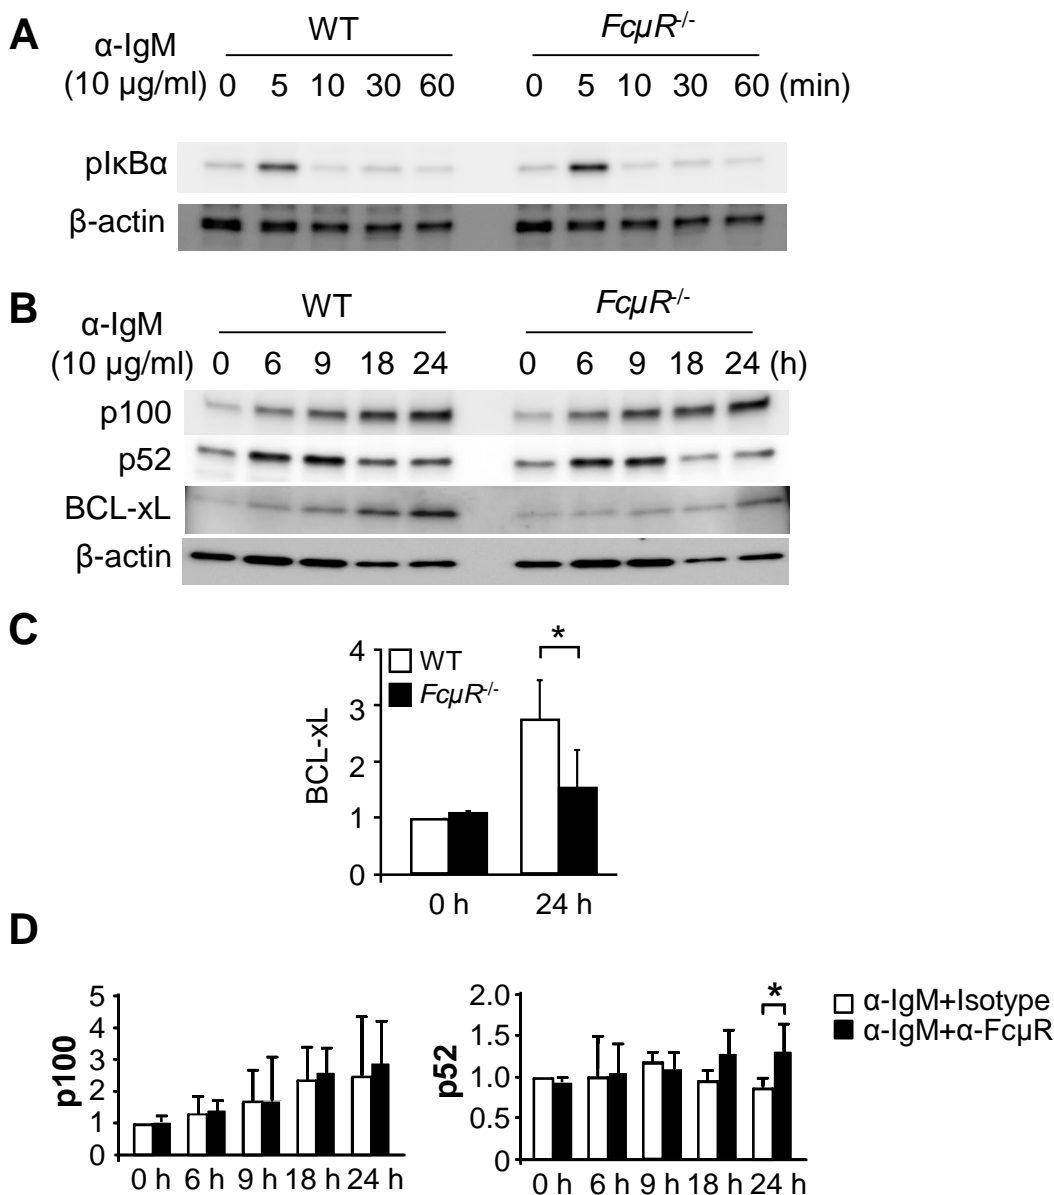 A
α-IgM
(10 µg/ml)
WT
FcµR-/-
0 5 10 30 60
0 5 10 30 60 (min)
pIκBα
β-actin
B
α-IgM
(10 µg/ml)
WT
FcµR-/-
0 6 9 18 24
0 6 9 18 24 (h)
p100
p52
BCL-xL
β-actin
C
BCL-xL
4
3
2
1
0
WT
FcµR-/-
*
0 h 24 h
D
p100
5
4
3
2
1
0
0 h 6 h 9 h 18 h 24 h
p52
2.0
1.5
1.0
0.5
0
*
0 h 6 h 9 h 18 h 24 h
α-IgM+Isotype
α-IgM+α-FcµR